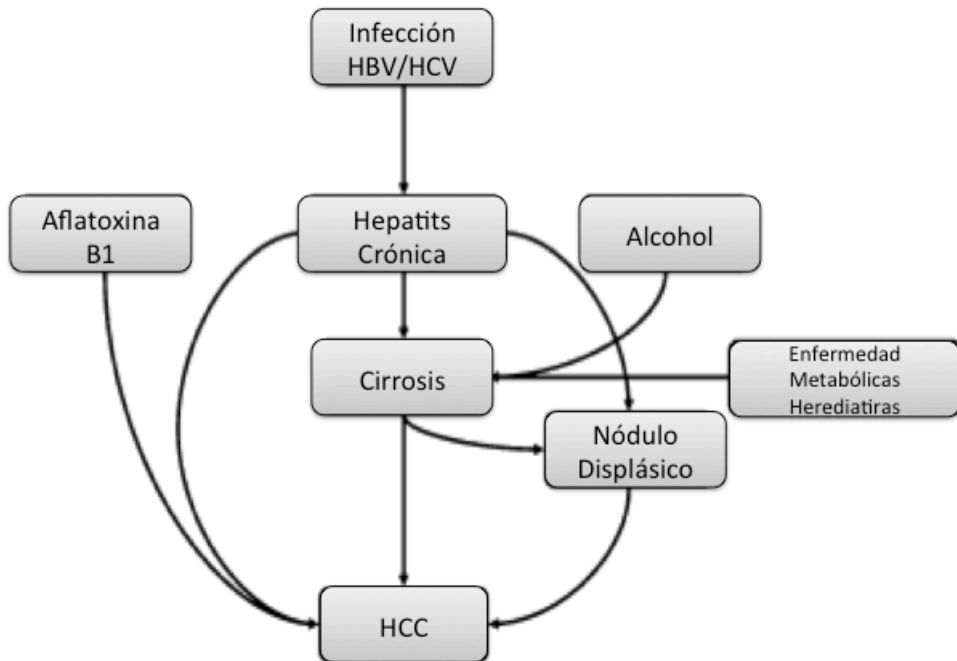 Infección
HBV/HCV
Aflatoxina
B1
Hepatits
Crónica
Alcohol
Cirrosis
Enfermedad
Metabólicas
Herediatiras
Nódulo
Displásico
HCC